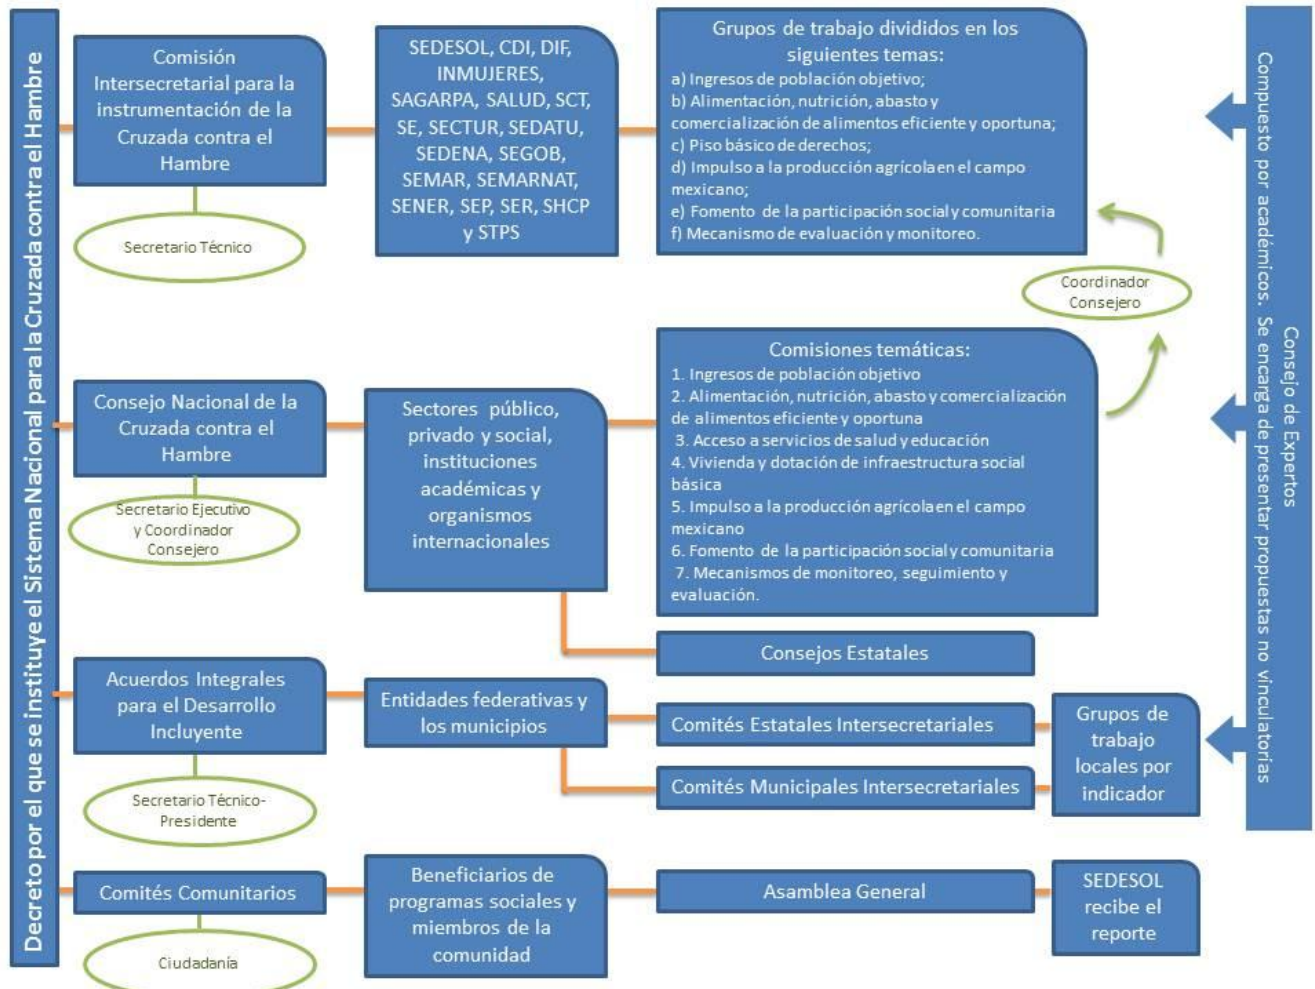 Decreto por el que se instituye el Sistema Nacional para la Cruzada contra el Hambre
Comisión
Intersecretarial para la
instrumentación de la
Cruzada contra el
Hambre
Secretario Técnico
SEDESOL, CDI, DIF,
INMUJERES,
SAGARPA, SALUD, SCT,
SE, SECTUR, SEDATU,
SEDENA, SEGOB,
SEMAR, SEMARNAT,
SENER, SEP, SER, SHCP
y STPS
Grupos de trabajo divididos en los
siguientes temas:
a) Ingresos de población objetivo;
b) Alimentación, nutrición, abasto y
comercialización de alimentos eficiente y oportuna;
c) Piso básico de derechos;
d) Impulso a la producción agrícola en el campo
mexicano;
e) Fomento de la participación social y comunitaria
f) Mecanismo de evaluación y monitoreo.
Coordinador
Consejero
Consejo Nacional de la
Cruzada contra el
Hambre
Secretario Ejecutivo
y Coordinador
Consejero
Sectores público,
privado y social,
instituciones
académicas y
organismos
internacionales
Comisiones temáticas:
1. Ingresos de población objetivo
2. Alimentación, nutrición, abasto y comercialización
de alimentos eficiente y oportuna
3. Acceso a servicios de salud y educación
4. Vivienda y dotación de infraestructura social
básica
5. Impulso a la producción agrícola en el campo
mexicano
6. Fomento de la participación social y comunitaria
7. Mecanismos de monitoreo, seguimiento y
evaluación.
Consejos Estatales
Acuerdos Integrales
para el Desarrollo
Incluyente
Secretario Técnico-
Presidente
Entidades federativas y
los municipios
Comités Estatales Intersecretariales
Comités Municipales Intersecretariales
Grupos de
trabajo
locales por
indicador
Comités Comunitarios
Ciudadanía
Beneficiarios de
programas sociales y
miembros de la
comunidad
Asamblea General
SEDESOL
recibe el
reporte
Consejo de Expertos
Compuesto por académicos. Se encarga de presentar propuestas no vinculatorias